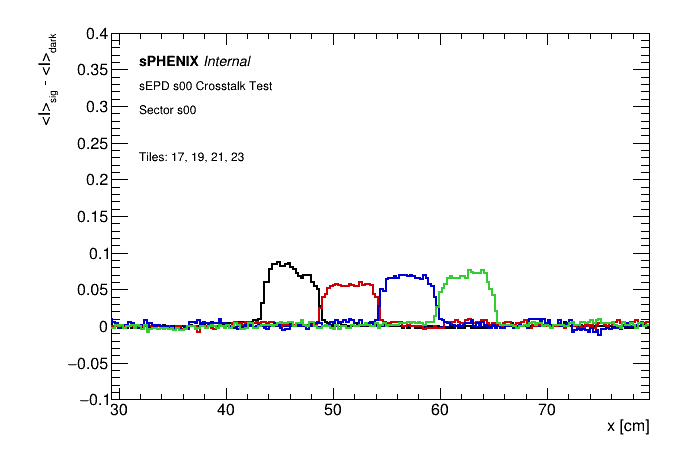 0.4
0.35
0.3
0.25
0.2
0.15
0.1
0.05
0
−0.05
−0.1
<I>sig - <I>dark
sPHENIX Internal
sEPD s00 Crosstalk Test
Sector s00
Tiles: 17, 19, 21, 23
30 40 50 60 70
x [cm]